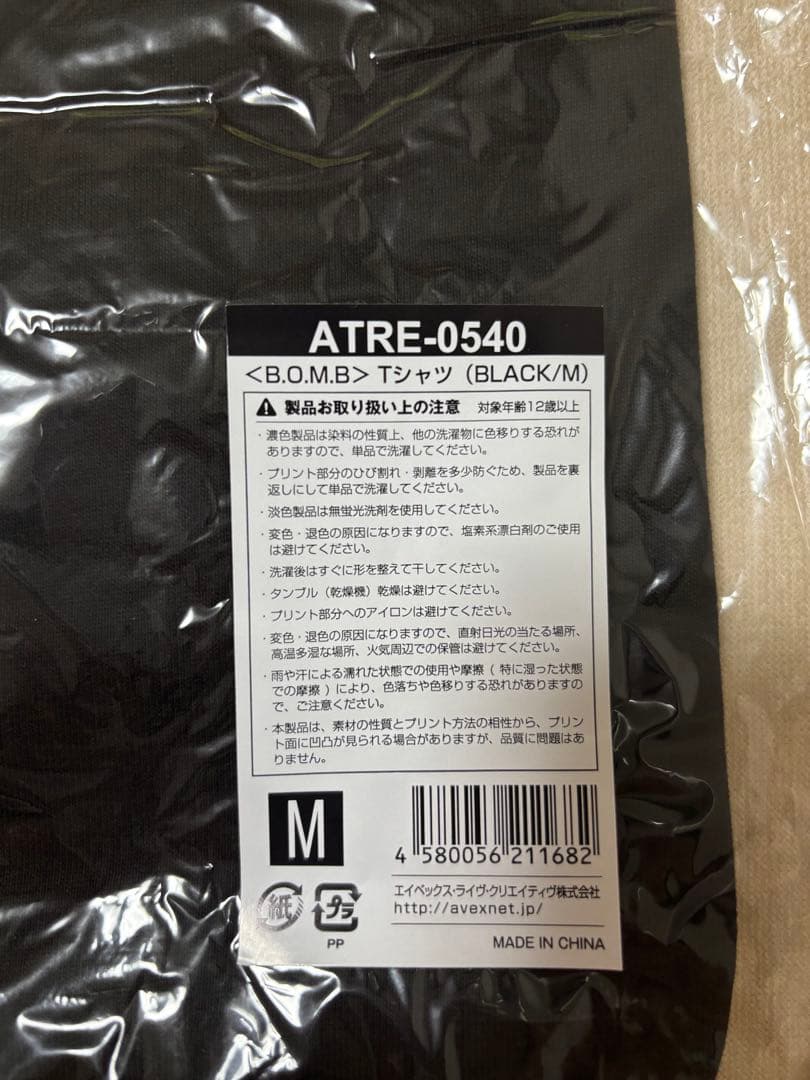 ATRE-0540
＜B.O.M.B＞ Tシャツ（BLACK/M）
製品お取り扱い上の注意 対象年齢12歳以上
・濃色製品は染料の性質上、他の洗濯物に色移りする恐れが
ありますので、単品で洗濯してください。
・プリント部分のひび割れ・剥離を多少防ぐため、製品を裏
返しにして単品で洗濯してください。
・淡色製品は無蛍光洗剤を使用してください。
・変色・退色の原因になりますので、塩素系漂白剤のご使用
は避けてください。
・洗濯後はすぐに形を整えて干してください。
・タンブル（乾燥機）乾燥は避けてください。
・プリント部分へのアイロンは避けてください。
・変色・退色の原因になりますので、直射日光の当たる場所、
高温多湿な場所、火気周辺での保管は避けてください。
・雨や汗による濡れた状態での使用や摩擦（特に湿った状態
での摩擦）により、色落ちや色移りする恐れがありますの
で、ご注意ください。
・本製品は、素材の性質とプリント方法の相性から、プリン
ト面に凹凸が見られる場合がありますが、品質に問題はあ
りません。
M
4 580056 211682
エイベックス・ライヴ・クリエイティヴ株式会社
http://avexnet.jp/
紙 プラ
PP
MADE IN CHINA